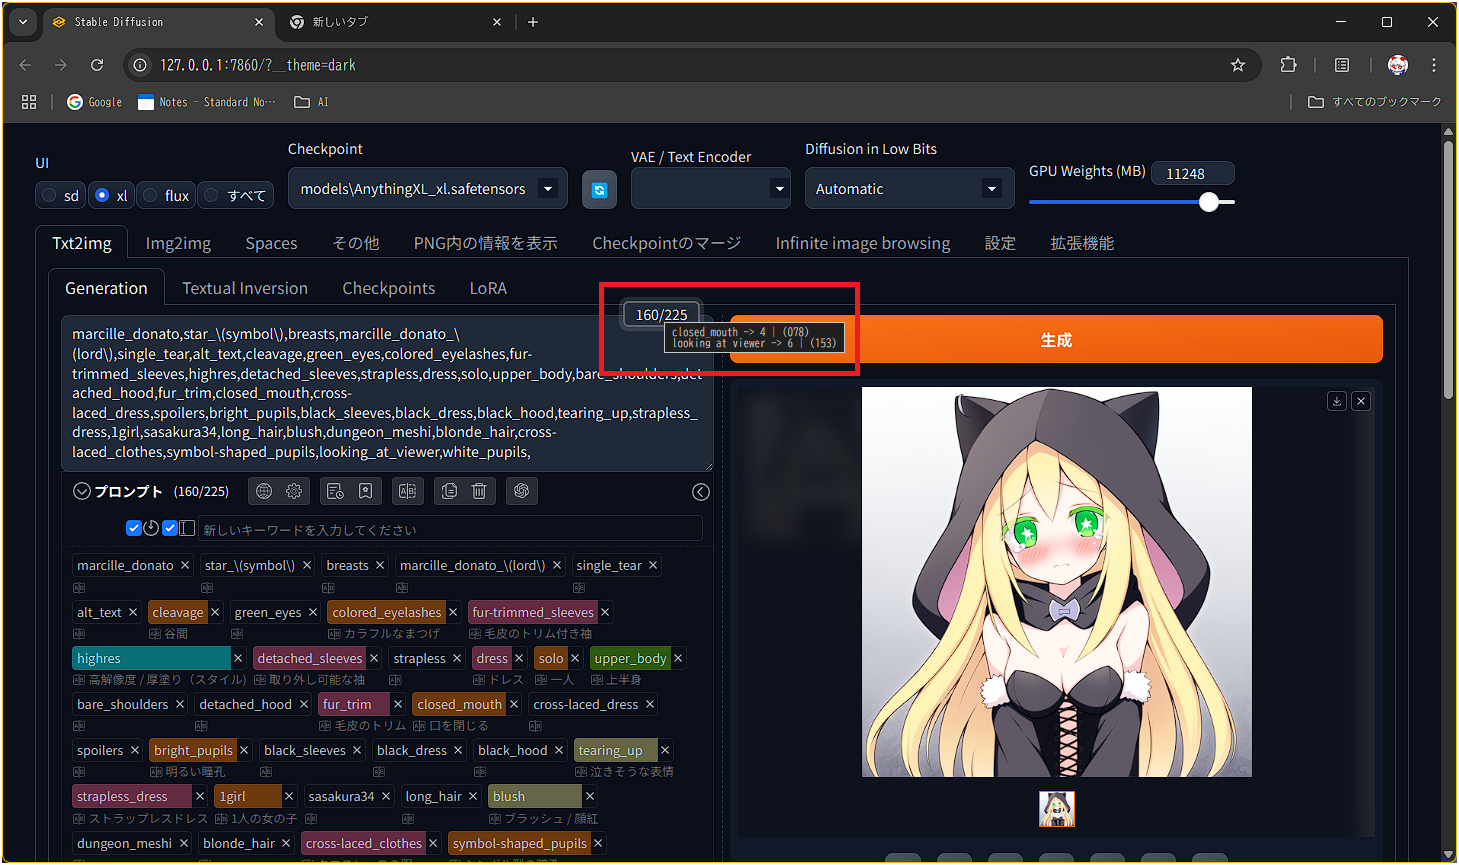 Stable Diffusion
新しいタブ
127.0.0.1:7860/?__theme=dark
Google
Notes - Standard No…
AI
すべてのブックマーク
UI
sd
xl
flux
すべて
Checkpoint
models\AnythingXL_xl.safetensors
VAE / Text Encoder
Diffusion in Low Bits
Automatic
GPU Weights (MB)
11248
Txt2img
Img2img
Spaces
その他
PNG内の情報を表示
Checkpointのマージ
Infinite image browsing
設定
拡張機能
Generation
Textual Inversion
Checkpoints
LoRA
160/225
closed_mouth -> 4 | (078)
looking at viewer -> 6 | (153)
生成
marcille_donato,star_\(symbol\),breasts,marcille_donato_\
(lord\),single_tear,alt_text,cleavage,green_eyes,colored_eyelashes,fur-
trimmed_sleeves,highres,detached_sleeves,strapless,dress,solo,upper_body,bare_shoulders,det
ached_hood,fur_trim,closed_mouth,cross-
laced_dress,spoilers,bright_pupils,black_sleeves,black_dress,black_hood,tearing_up,strapless_
dress,1girl,sasakura34,long_hair,blush,dungeon_meshi,blonde_hair,cross-
laced_clothes,symbol-shaped_pupils,looking_at_viewer,white_pupils,
プロンプト (160/225)
新しいキーワードを入力してください
marcille_donato
star_\(symbol\)
breasts
marcille_donato_\(lord\)
single_tear
alt_text
cleavage
green_eyes
colored_eyelashes
fur-trimmed_sleeves
谷間
カラフルなまつげ
毛皮のトリム付き袖
highres
detached_sleeves
strapless
dress
solo
upper_body
高解像度 / 厚塗り（スタイル）
取り外し可能な袖
ドレス
一人
上半身
bare_shoulders
detached_hood
fur_trim
closed_mouth
cross-laced_dress
毛皮のトリム
口を閉じる
spoilers
bright_pupils
black_sleeves
black_dress
black_hood
tearing_up
明るい瞳孔
泣きそうな表情
strapless_dress
1girl
sasakura34
long_hair
blush
ストラップレスドレス
1人の女の子
ブラッシュ / 顔紅
dungeon_meshi
blonde_hair
cross-laced_clothes
symbol-shaped_pupils